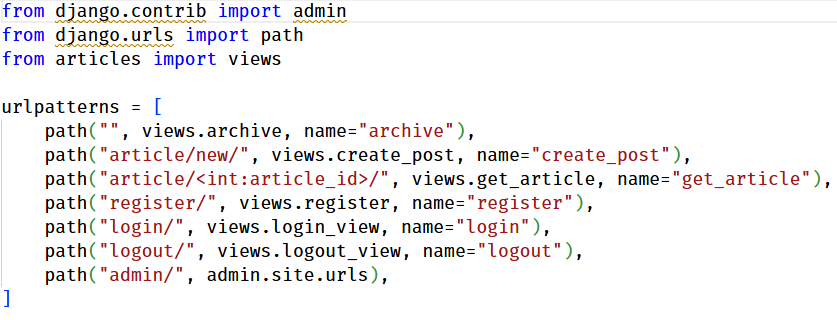 from django.contrib import admin
from django.urls import path
from articles import views

urlpatterns = [
    path("", views.archive, name="archive"),
    path("article/new/", views.create_post, name="create_post"),
    path("article/<int:article_id>/", views.get_article, name="get_article"),
    path("register/", views.register, name="register"),
    path("login/", views.login_view, name="login"),
    path("logout/", views.logout_view, name="logout"),
    path("admin/", admin.site.urls),
]